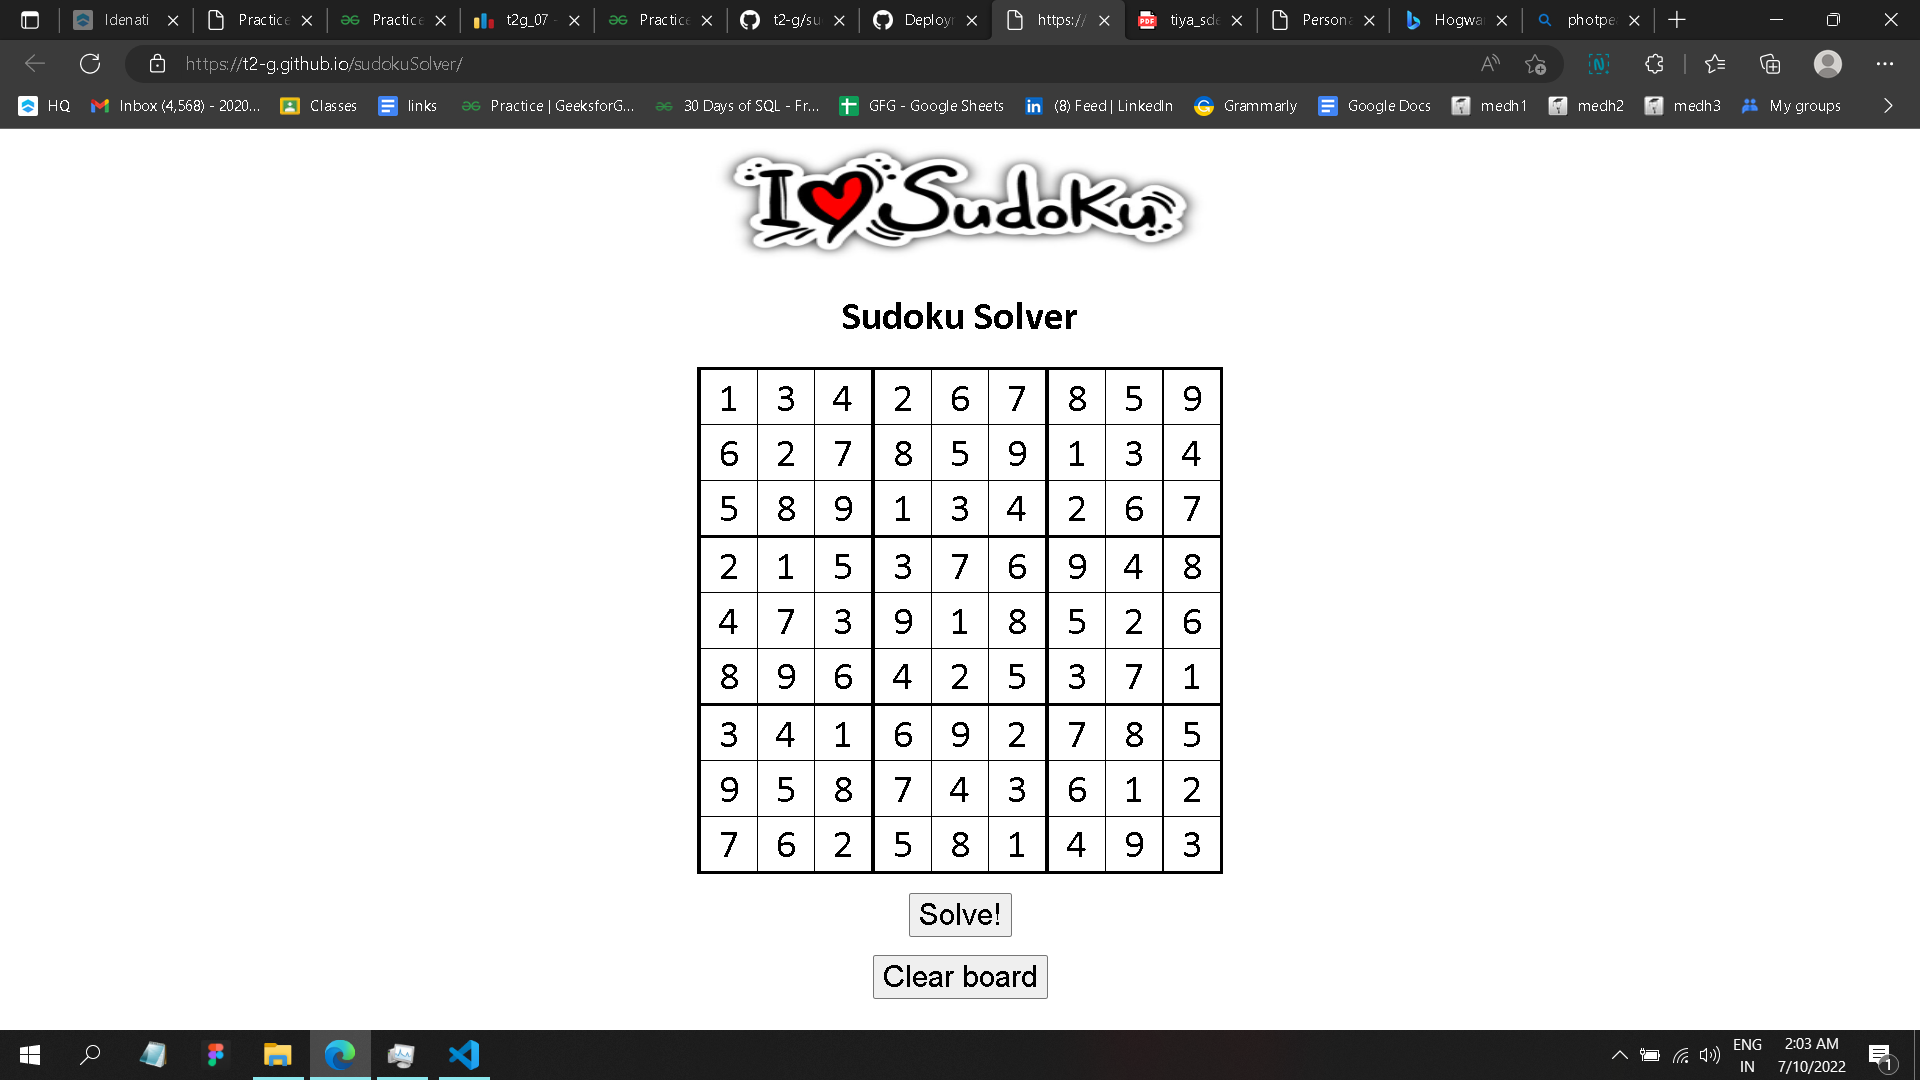 Idenati
Practice
Practice
t2g_07 -
Practice
t2-g/su
Deploy
https://
tiya_sde
Persona
Hogwa
photpe
https://t2-g.github.io/sudokuSolver/
HQ
Inbox (4,568) - 2020...
Classes
links
Practice | GeeksforG...
30 Days of SQL - Fr...
GFG - Google Sheets
(8) Feed | LinkedIn
Grammarly
Google Docs
medh1
medh2
medh3
My groups
I ♥ Sudoku
Sudoku Solver
1 3 4 2 6 7 8 5 9
6 2 7 8 5 9 1 3 4
5 8 9 1 3 4 2 6 7
2 1 5 3 7 6 9 4 8
4 7 3 9 1 8 5 2 6
8 9 6 4 2 5 3 7 1
3 4 1 6 9 2 7 8 5
9 5 8 7 4 3 6 1 2
7 6 2 5 8 1 4 9 3
Solve!
Clear board
ENG
IN
2:03 AM
7/10/2022
1